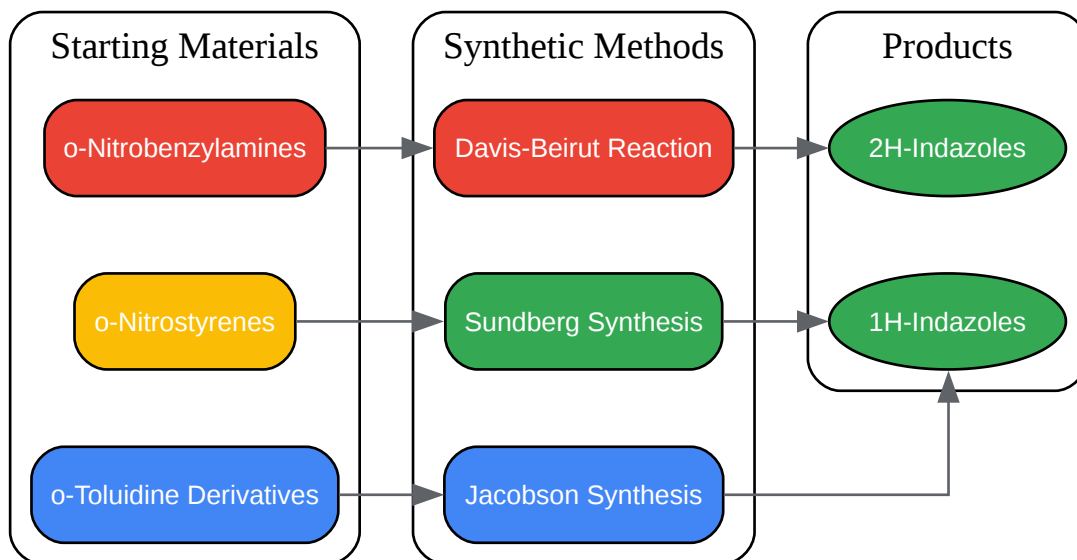 Starting Materials
Synthetic Methods
Products
o-Nitrobenzylamines
Davis-Beirut Reaction
2H-Indazoles
o-Nitrostyrenes
Sundberg Synthesis
1H-Indazoles
o-Toluidine Derivatives
Jacobson Synthesis